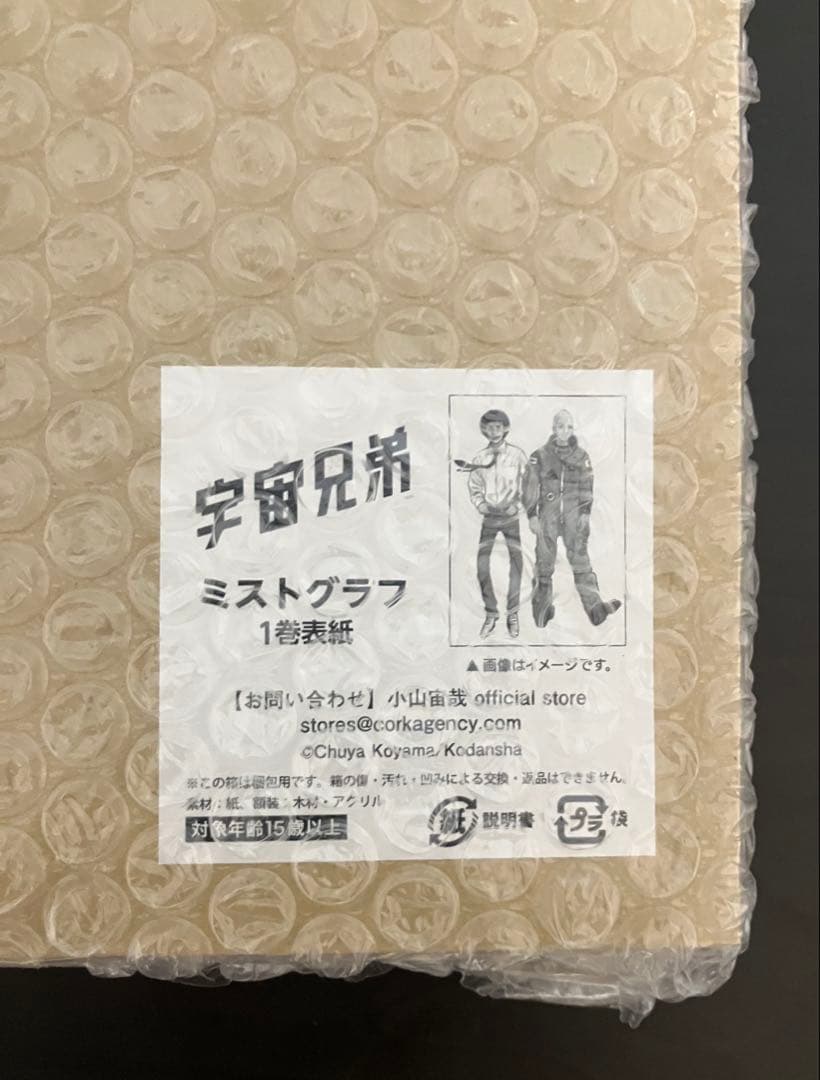 宇宙兄弟
ミストグラフ
1巻表紙
▲画像はイメージです。
【お問い合わせ】小山宙哉 official store
stores@corkagency.com
©Chuya Koyama/Kodansha
※この箱は梱包用です。箱の傷・汚れ・凹みによる交換・返品はできません。
素材:紙、額装:木材・アクリル
対象年齢15歳以上
紙 説明書
プラ 袋